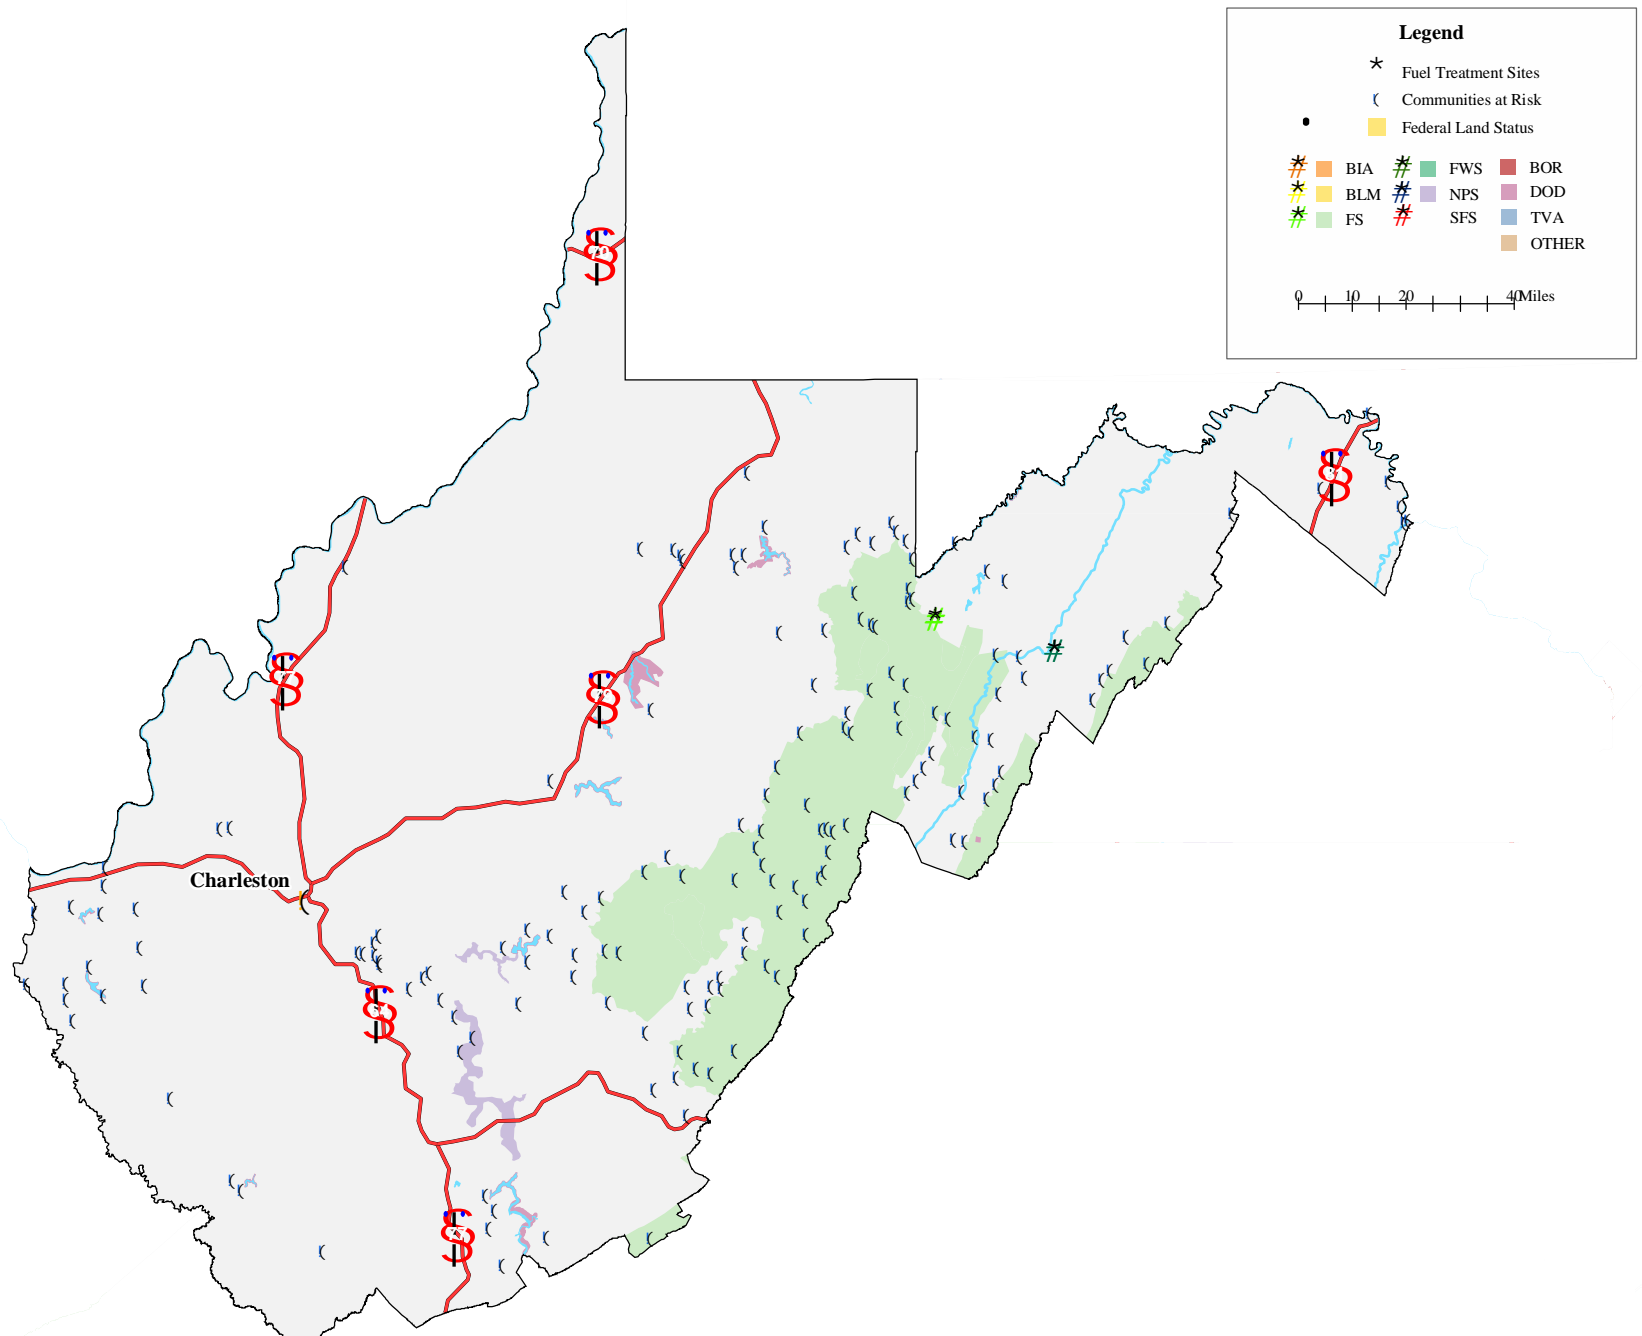 Legend
Fuel Treatment Sites
Communities at Risk
Federal Land Status
BIA FWS BOR
BLM NPS DOD
FS SFS TVA
OTHER
0 10 20 40 Miles
Charleston